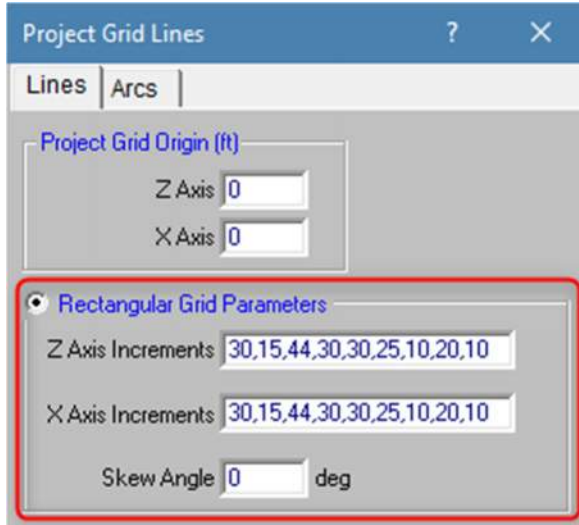 Project Grid Lines ? ×
Lines Arcs
Project Grid Origin (ft)
Z Axis 0
X Axis 0
Rectangular Grid Parameters
Z Axis Increments 30,15,44,30,30,25,10,20,10
X Axis Increments 30,15,44,30,30,25,10,20,10
Skew Angle 0 deg